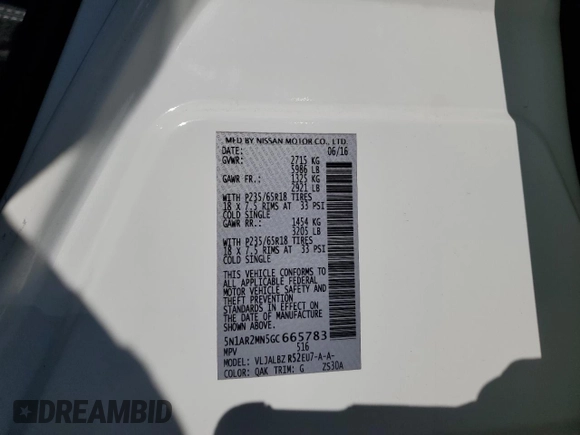 MFD BY NISSAN MOTOR CO., LTD.
DATE: 06/16
GVWR: 2715 KG
5986 LB
GAWR FR.: 1325 KG
2921 LB
WITH P235/65R18 TIRES
18 X 7.5 RIMS AT 33 PSI
COLD SINGLE
GAWR RR.: 1454 KG
3205 LB
WITH P235/65R18 TIRES
18 X 7.5 RIMS AT 33 PSI
COLD SINGLE
THIS VEHICLE CONFORMS TO
ALL APPLICABLE FEDERAL
MOTOR VEHICLE SAFETY AND
THEFT PREVENTION
STANDARDS IN EFFECT ON
THE DATE OF MANUFACTURE
SHOWN ABOVE.
5N1AR2MN5GC665783
MPV 516
MODEL: VLJALBZ R52EU7-A-A-
COLOR: QAK TRIM: G ZS30A
© AutoBidMaster
STAT.VIN